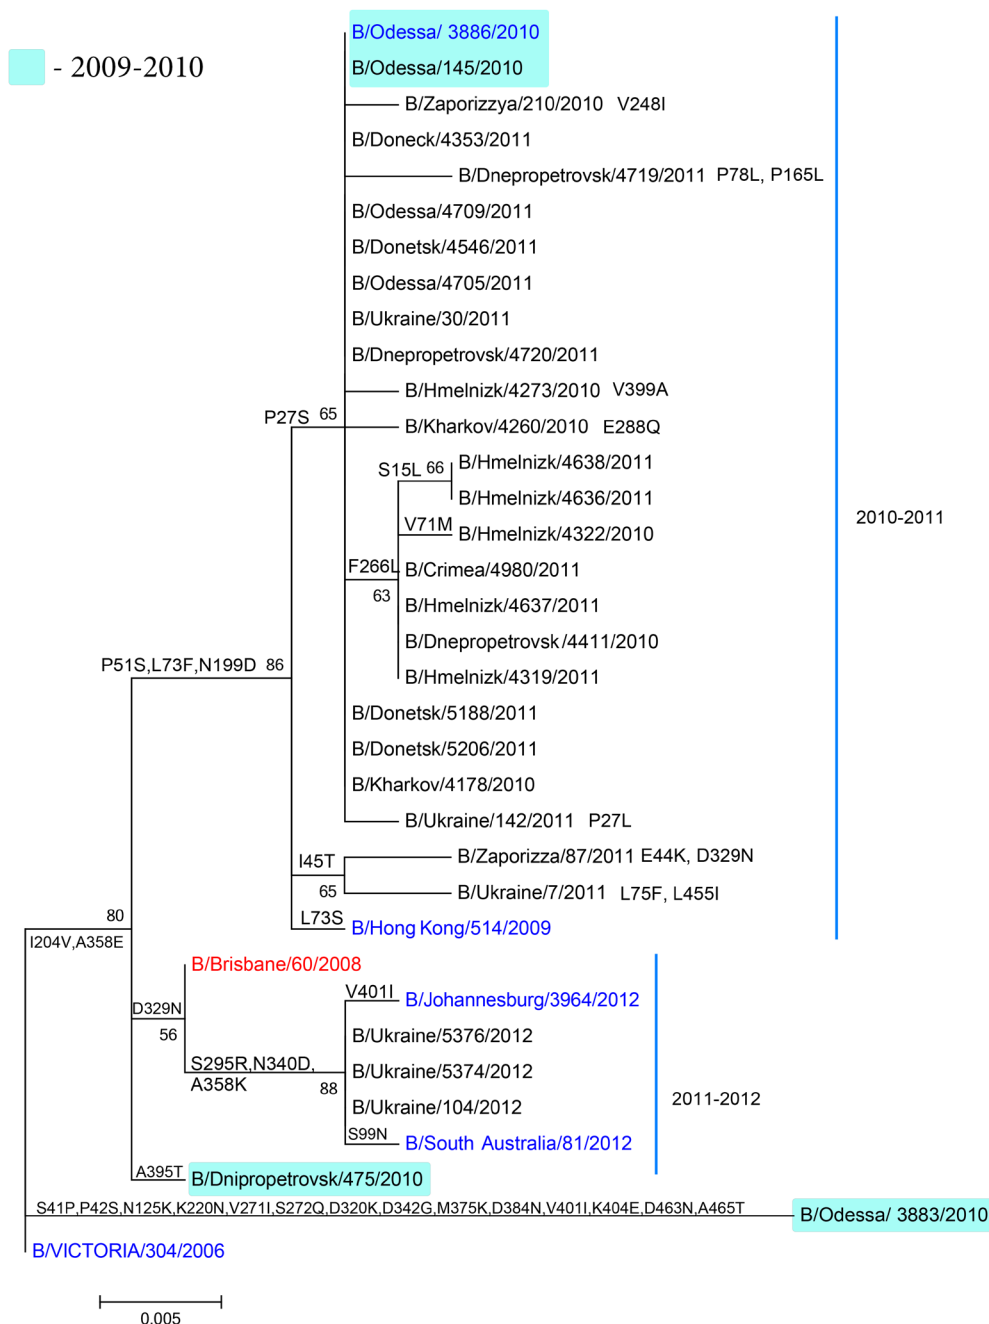 B/Odessa/ 3886/2010
- 2009-2010
B/Odessa/145/2010
B/Zaporizzya/210/2010 V248I
B/Doneck/4353/2011
B/Dnepropetrovsk/4719/2011 P78L, P165L
B/Odessa/4709/2011
B/Donetsk/4546/2011
B/Odessa/4705/2011
B/Ukraine/30/2011
B/Dnepropetrovsk/4720/2011
B/Hmelnizk/4273/2010 V399A
P27S 65
B/Kharkov/4260/2010 E288Q
B/Hmelnizk/4638/2011
S15L 66
B/Hmelnizk/4636/2011
2010-2011
V71M
B/Hmelnizk/4322/2010
F266L
B/Crimea/4980/2011
63
B/Hmelnizk/4637/2011
B/Dnepropetrovsk/4411/2010
P51S,L73F,N199D 86
B/Hmelnizk/4319/2011
B/Donetsk/5188/2011
B/Donetsk/5206/2011
B/Kharkov/4178/2010
B/Ukraine/142/2011 P27L
I45T
B/Zaporizza/87/2011 E44K, D329N
65
B/Ukraine/7/2011 L75F, L455I
80
L73S
B/Hong Kong/514/2009
I204V,A358E
B/Brisbane/60/2008
V401I
B/Johannesburg/3964/2012
D329N
56
B/Ukraine/5376/2012
S295R,N340D,
A358K
88
B/Ukraine/5374/2012
2011-2012
B/Ukraine/104/2012
S99N
B/South Australia/81/2012
A395T
B/Dnipropetrovsk/475/2010
S41P,P42S,N125K,K220N,V271I,S272Q,D320K,D342G,M375K,D384N,V401I,K404E,D463N,A465T
B/Odessa/ 3883/2010
B/VICTORIA/304/2006
0.005